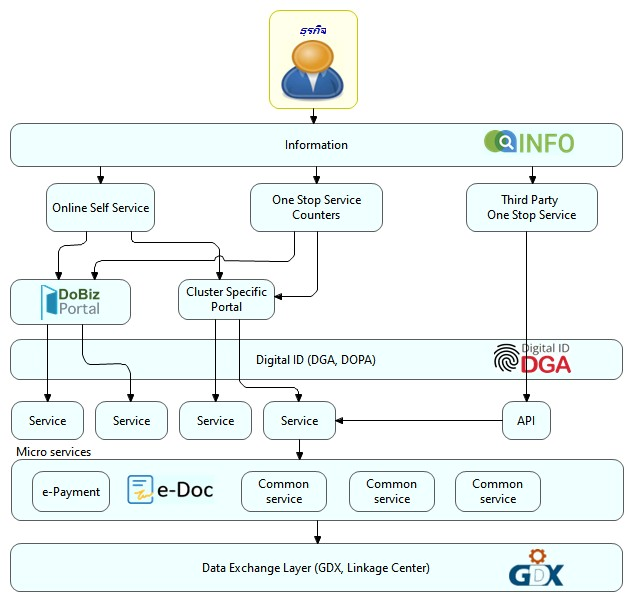 ธุรกิจ
Information
INFO
Online Self Service
One Stop Service
Counters
Third Party
One Stop Service
DoBiz
Portal
Cluster Specific
Portal
Digital ID (DGA, DOPA)
Digital ID
DGA
Service
Service
Service
Service
API
Micro services
e-Payment
e-Doc
Common
service
Common
service
Common
service
Data Exchange Layer (GDX, Linkage Center)
GDX